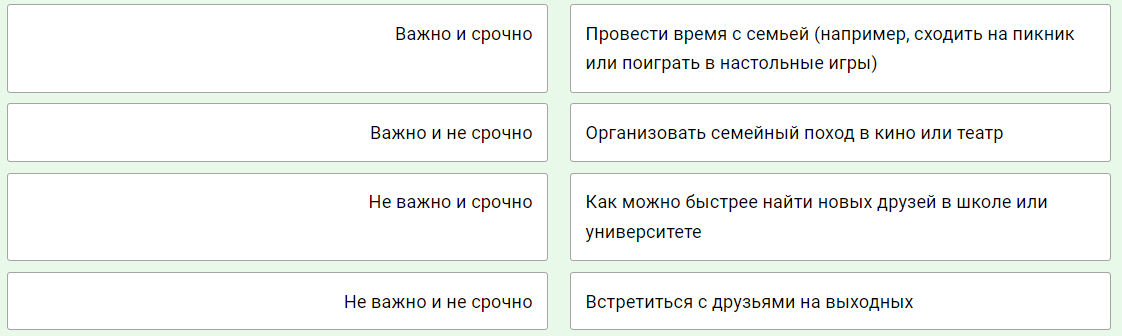 Важно и срочно
Провести время с семьей (например, сходить на пикник
или поиграть в настольные игры)
Важно и не срочно
Организовать семейный поход в кино или театр
Не важно и срочно
Как можно быстрее найти новых друзей в школе или
университете
Не важно и не срочно
Встретиться с друзьями на выходных